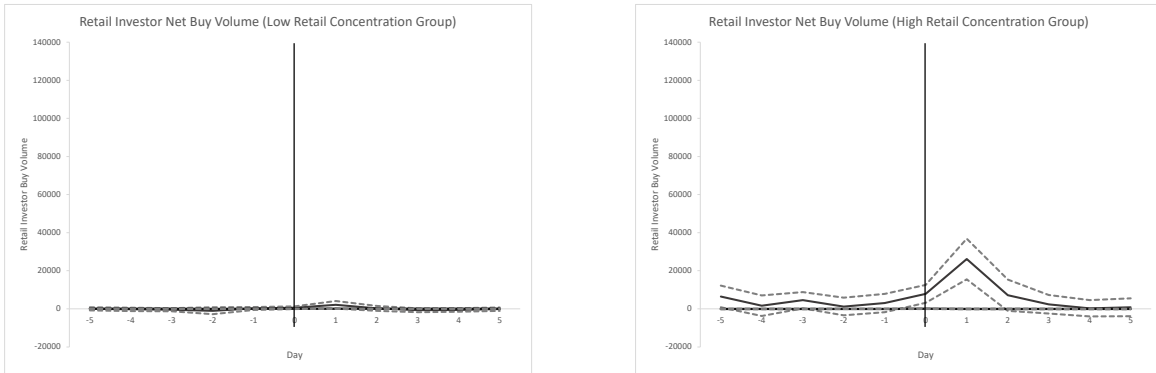 Retail Investor Net Buy Volume (Low Retail Concentration Group)
140000
120000
100000
80000
60000
40000
20000
0
-20000
Retail Investor Buy Volume
-5 -4 -3 -2 -1 0 1 2 3 4 5
Day
Retail Investor Net Buy Volume (High Retail Concentration Group)
140000
120000
100000
80000
60000
40000
20000
0
-20000
Retail Investor Buy Volume
-5 -4 -3 -2 -1 0 1 2 3 4 5
Day